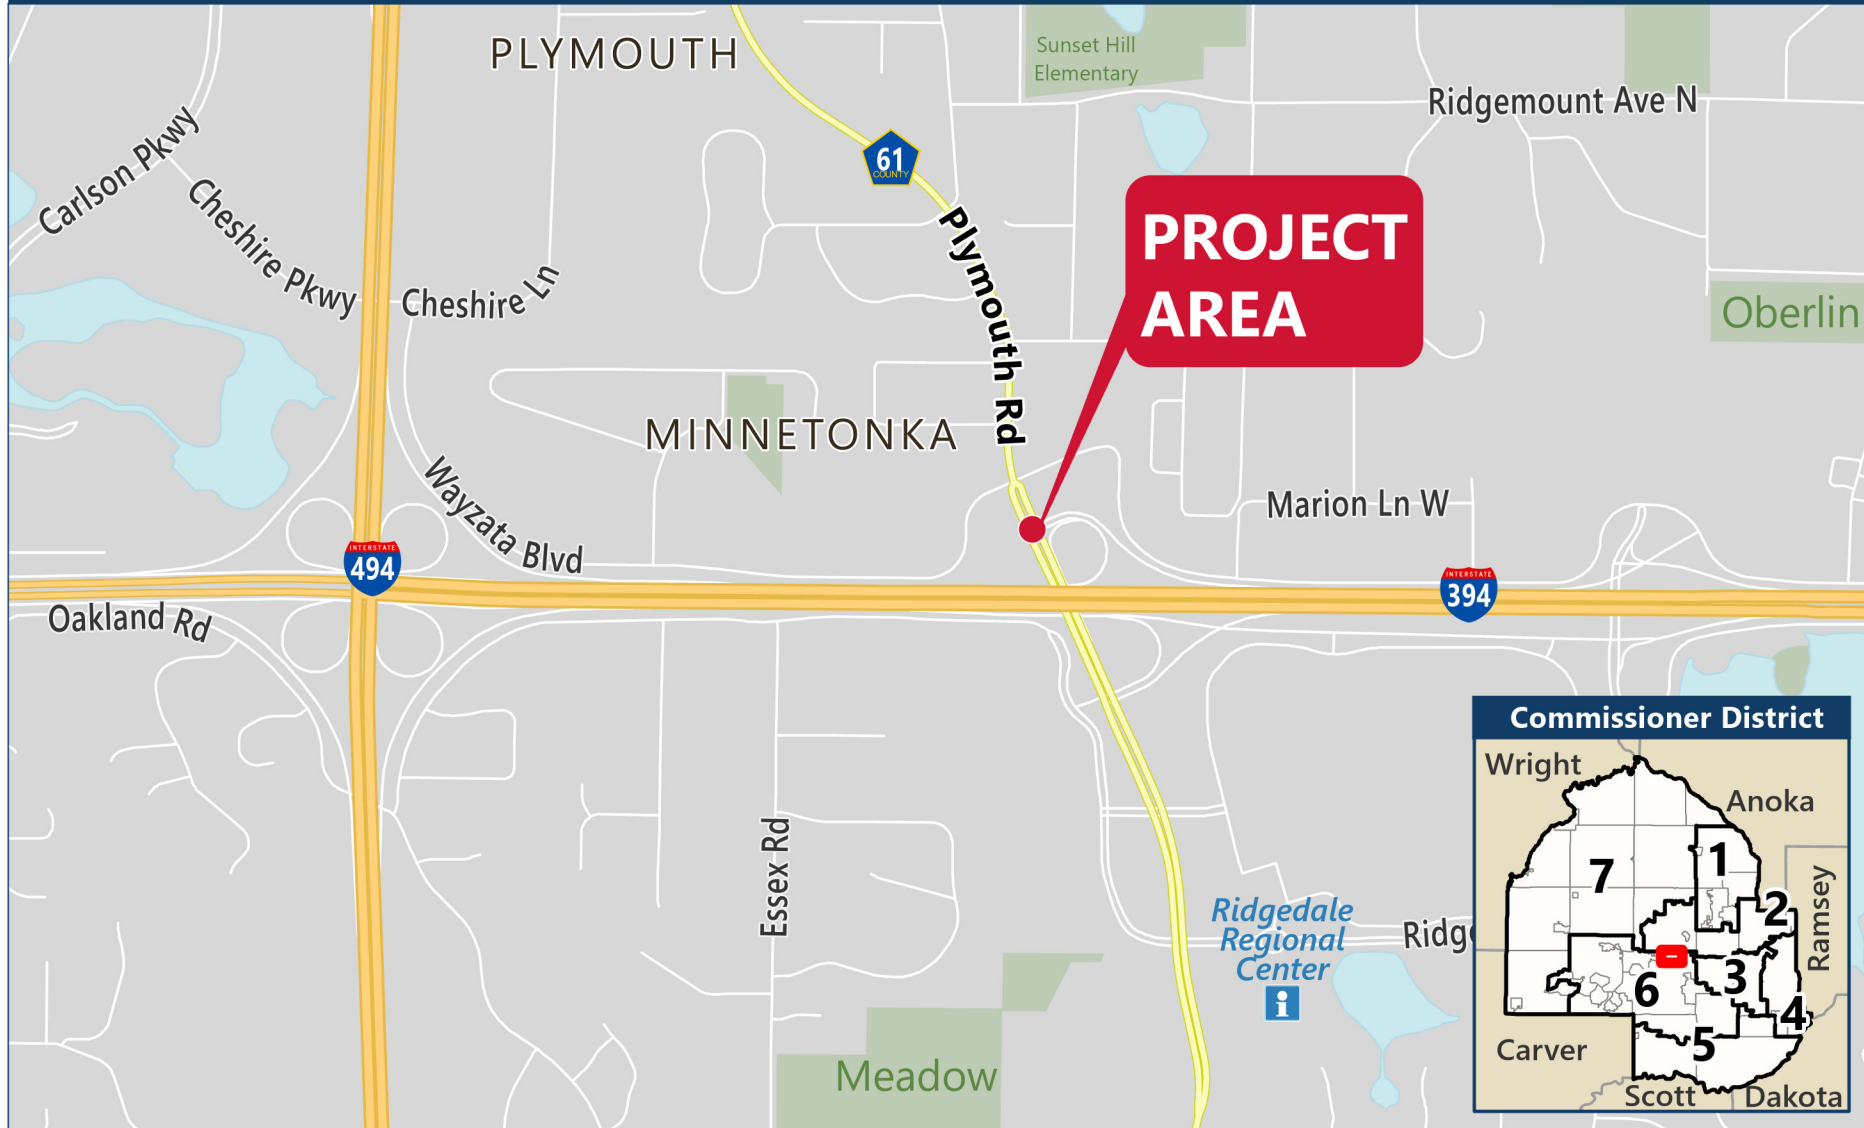 PLYMOUTH
Sunset Hill
Elementary
Ridgemount Ave N
Carlson Pkwy
61
COUNTY
Cheshire Pkwy
Plymouth Rd
PROJECT
AREA
Cheshire Ln
Oberlin
MINNETONKA
Wayzata Blvd
Marion Ln W
INTERSTATE
494
INTERSTATE
394
Oakland Rd
Essex Rd
Ridgedale
Regional
Center
i
Ridge
Meadow
Commissioner District
Wright
Anoka
1
7
2
Ramsey
3
6
4
5
Carver
Scott
Dakota